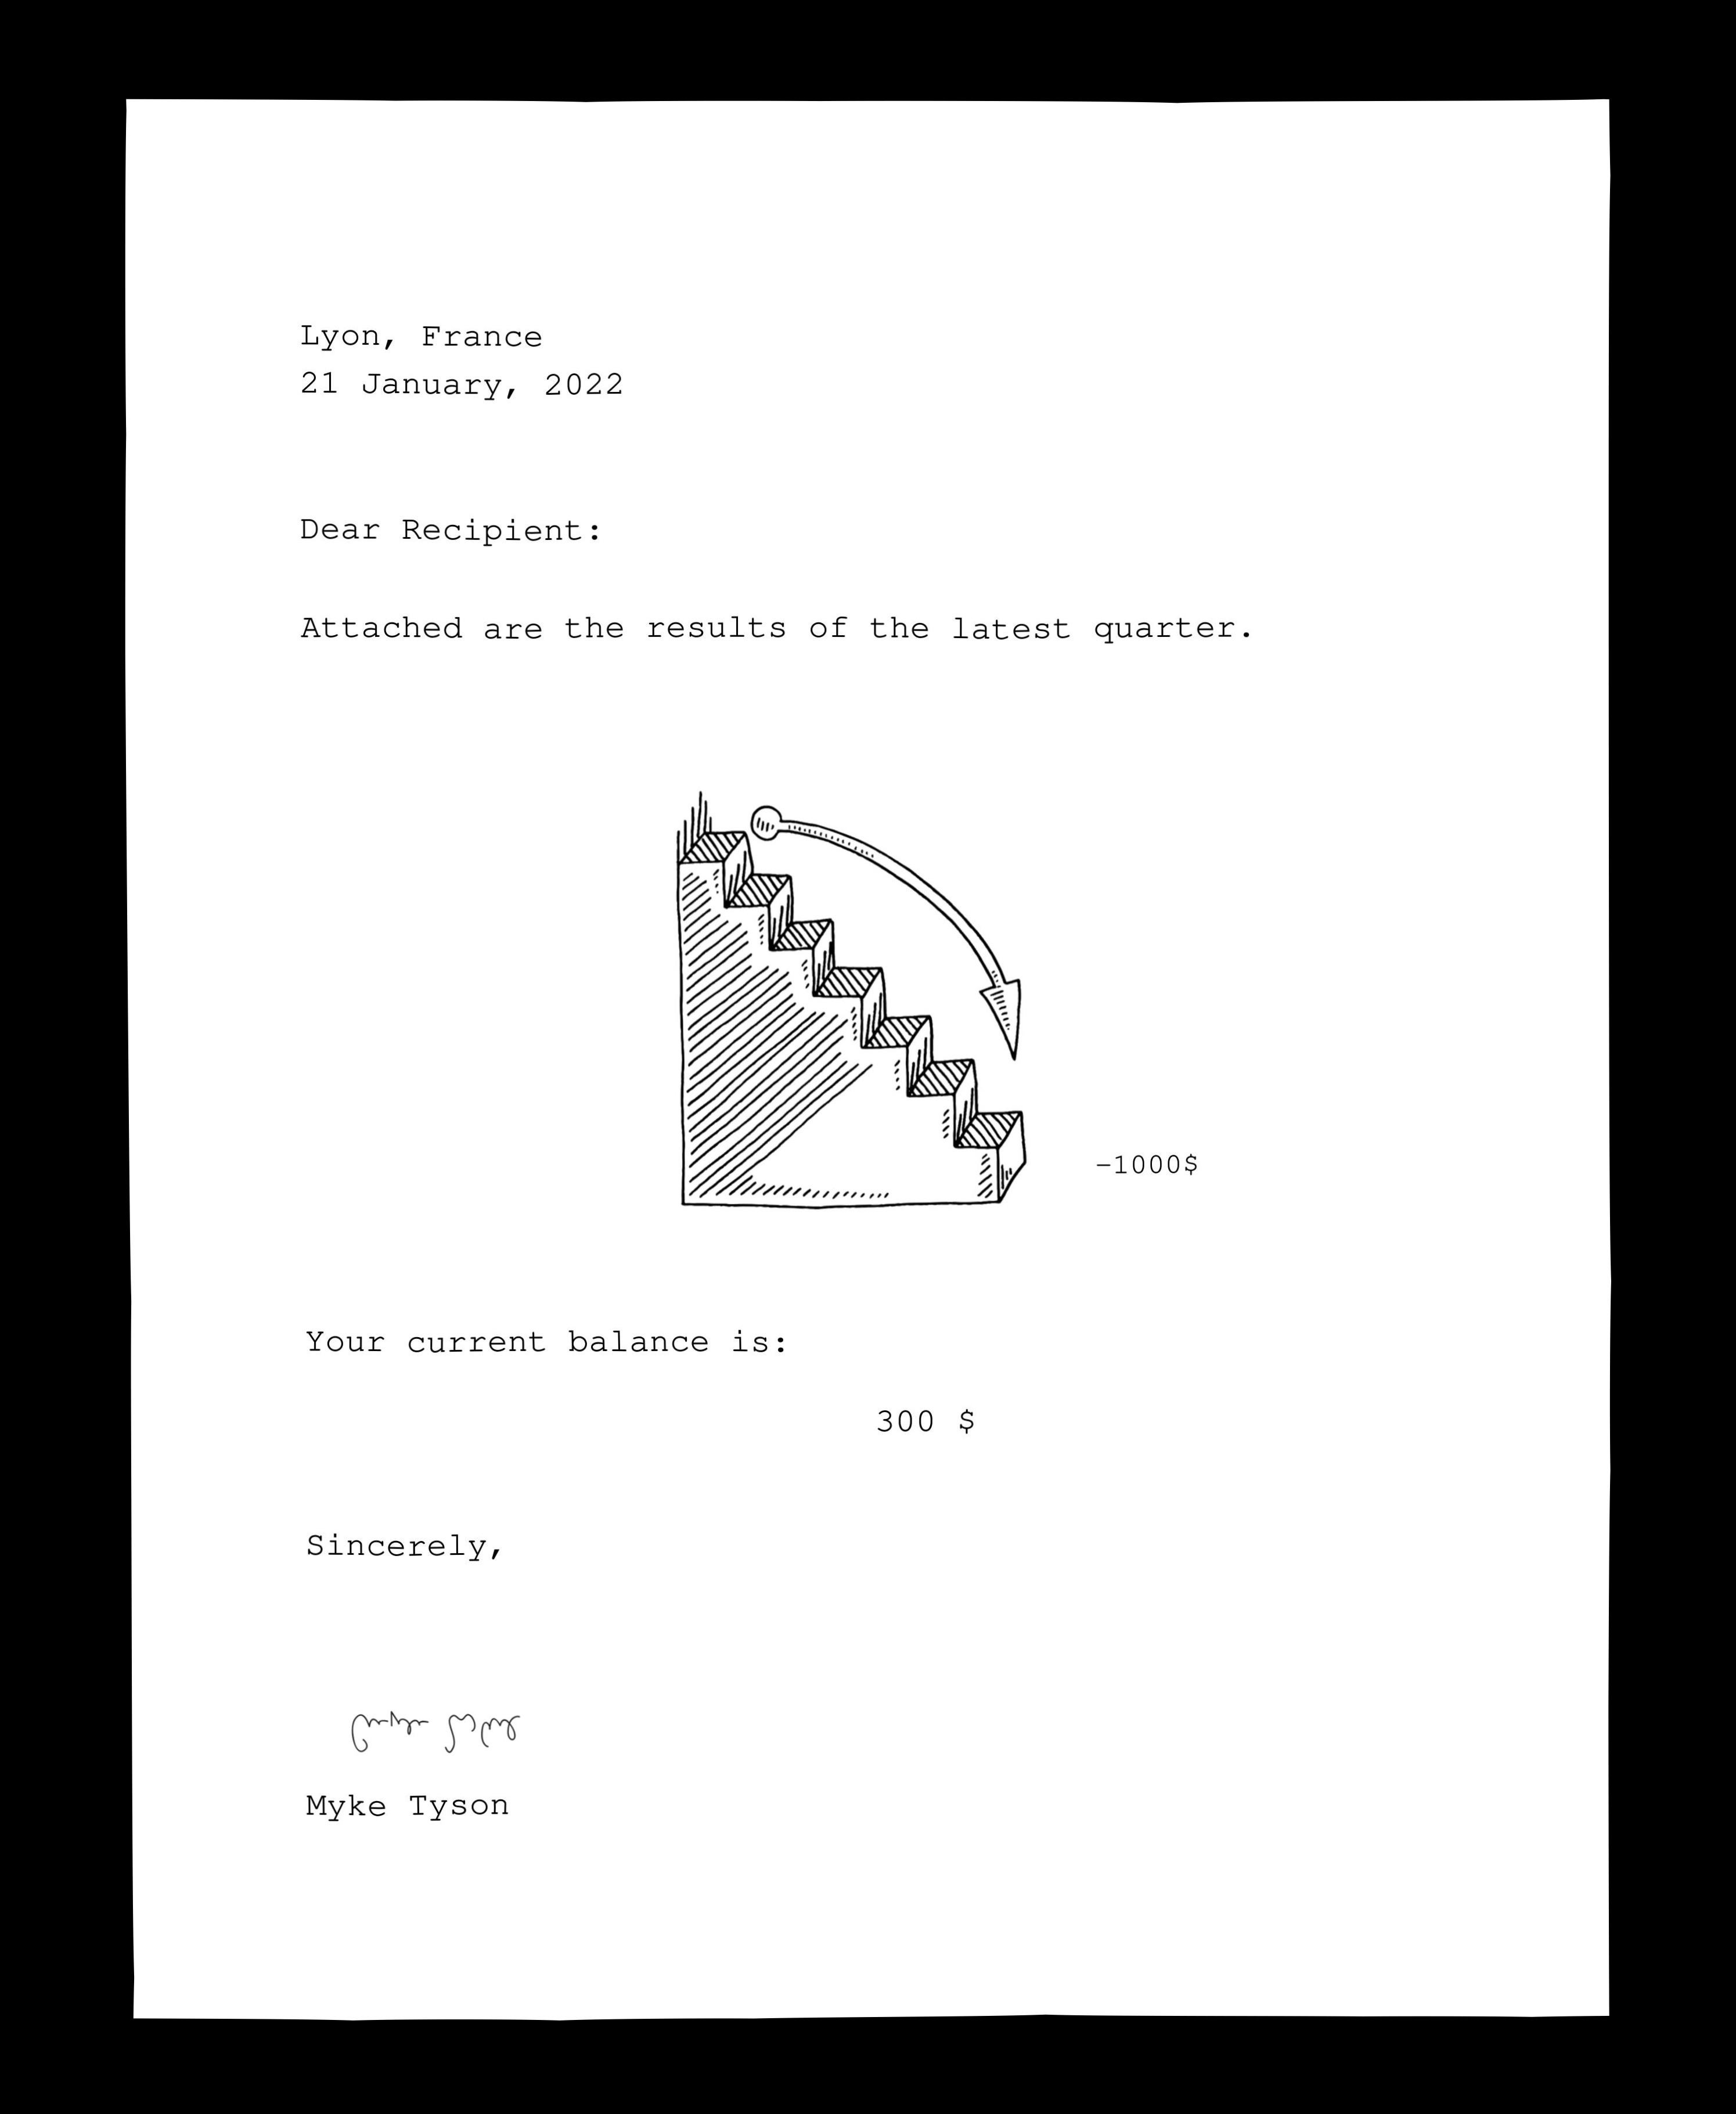 Lyon, France
21 January, 2022
Dear Recipient:
Attached are the results of the latest quarter.
−1000$
Your current balance is:
300 $
Sincerely,
Myke Tyson